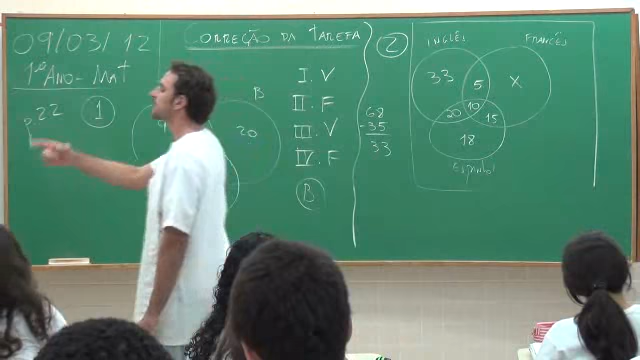 09/03/12
CORREÇÃO DA TAREFA
1º ANO - MAT
P.22
1
B
20
I. V
II. F
III. V
IV. F
B
2
INGLÊS
FRANCÊS
33
5
X
20
10
15
18
ESPANHOL
68
-35
33